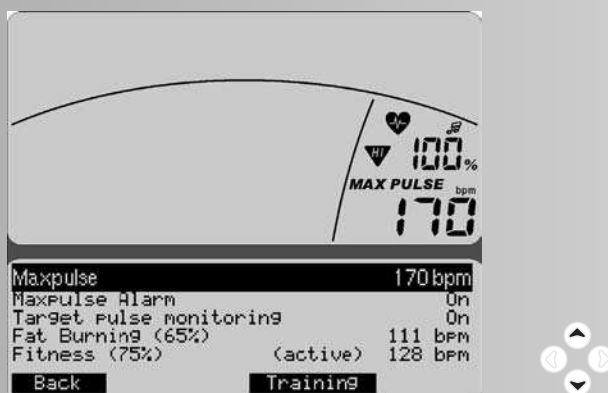 HI 100%
MAX PULSE bpm
170
Maxpulse 170 bpm
Maxpulse Alarm On
Target pulse monitoring On
Fat Burning (65%) 111 bpm
Fitness (75%) (active) 128 bpm
Back Training